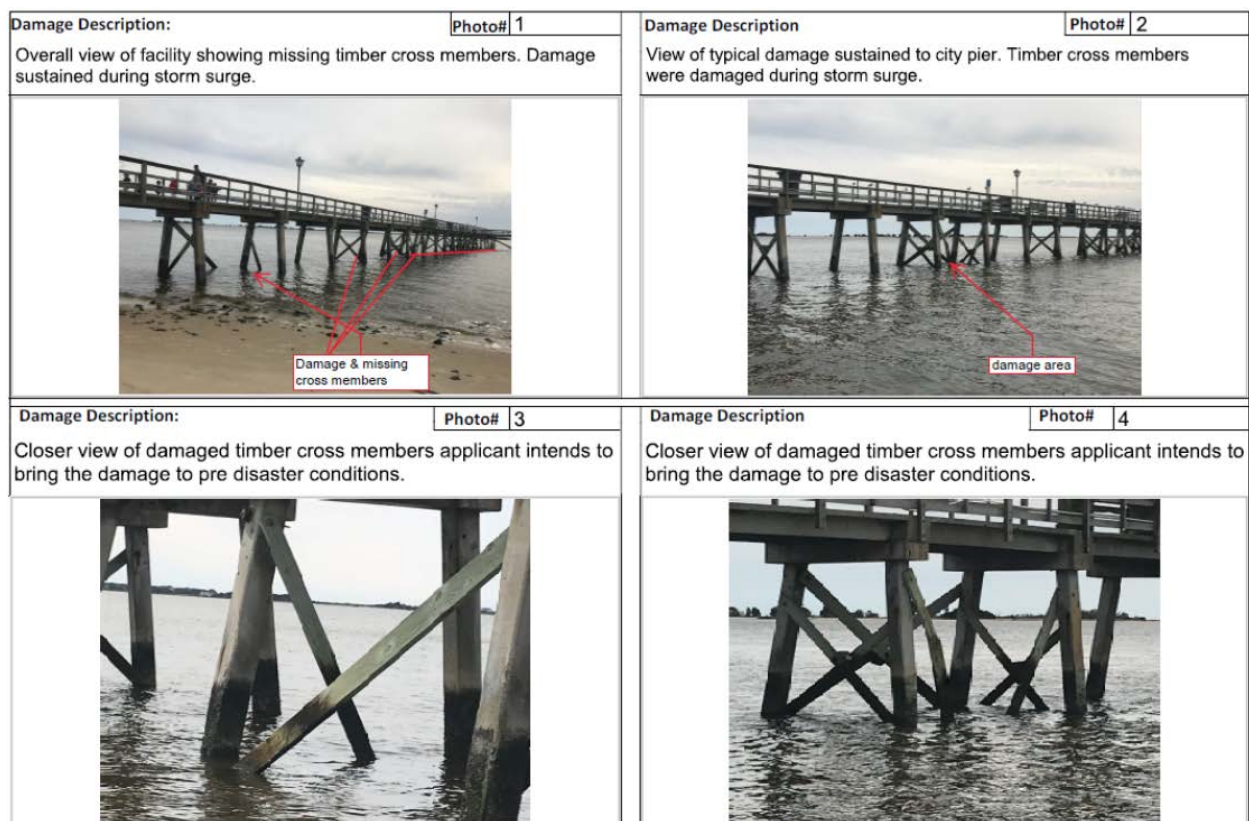 Damage Description:
Photo# 1
Overall view of facility showing missing timber cross members. Damage
sustained during storm surge.
Damage & missing
cross members
Damage Description
Photo# 2
View of typical damage sustained to city pier. Timber cross members
were damaged during storm surge.
damage area
Damage Description:
Photo# 3
Closer view of damaged timber cross members applicant intends to
bring the damage to pre disaster conditions.
Damage Description
Photo# 4
Closer view of damaged timber cross members applicant intends to
bring the damage to pre disaster conditions.